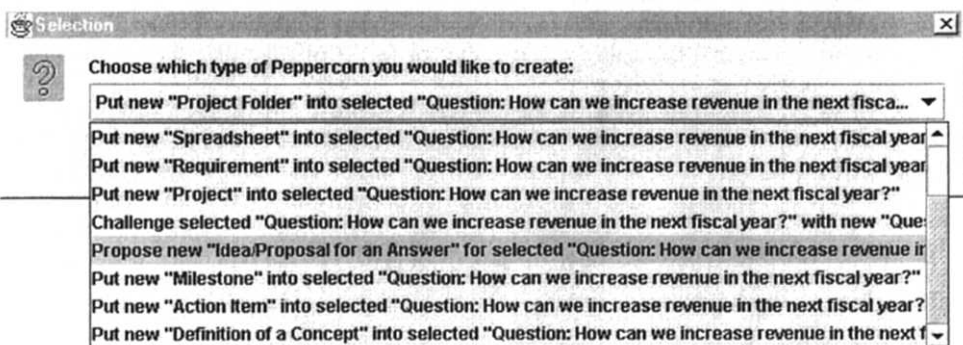 Selection
Choose which type of Peppercorn you would like to create:
Put new "Project Folder" into selected "Question: How can we increase revenue in the next fisca...
Put new "Spreadsheet" into selected "Question: How can we increase revenue in the next fiscal year
Put new "Requirement" into selected "Question: How can we increase revenue in the next fiscal year
Put new "Project" into selected "Question: How can we increase revenue in the next fiscal year?"
Challenge selected "Question: How can we increase revenue in the next fiscal year?" with new "Que
Propose new "Idea/Proposal for an Answer" for selected "Question: How can we increase revenue in
Put new "Milestone" into selected "Question: How can we increase revenue in the next fiscal year?"
Put new "Action Item" into selected "Question: How can we increase revenue in the next fiscal year?
Put new "Definition of a Concept" into selected "Question: How can we increase revenue in the next f